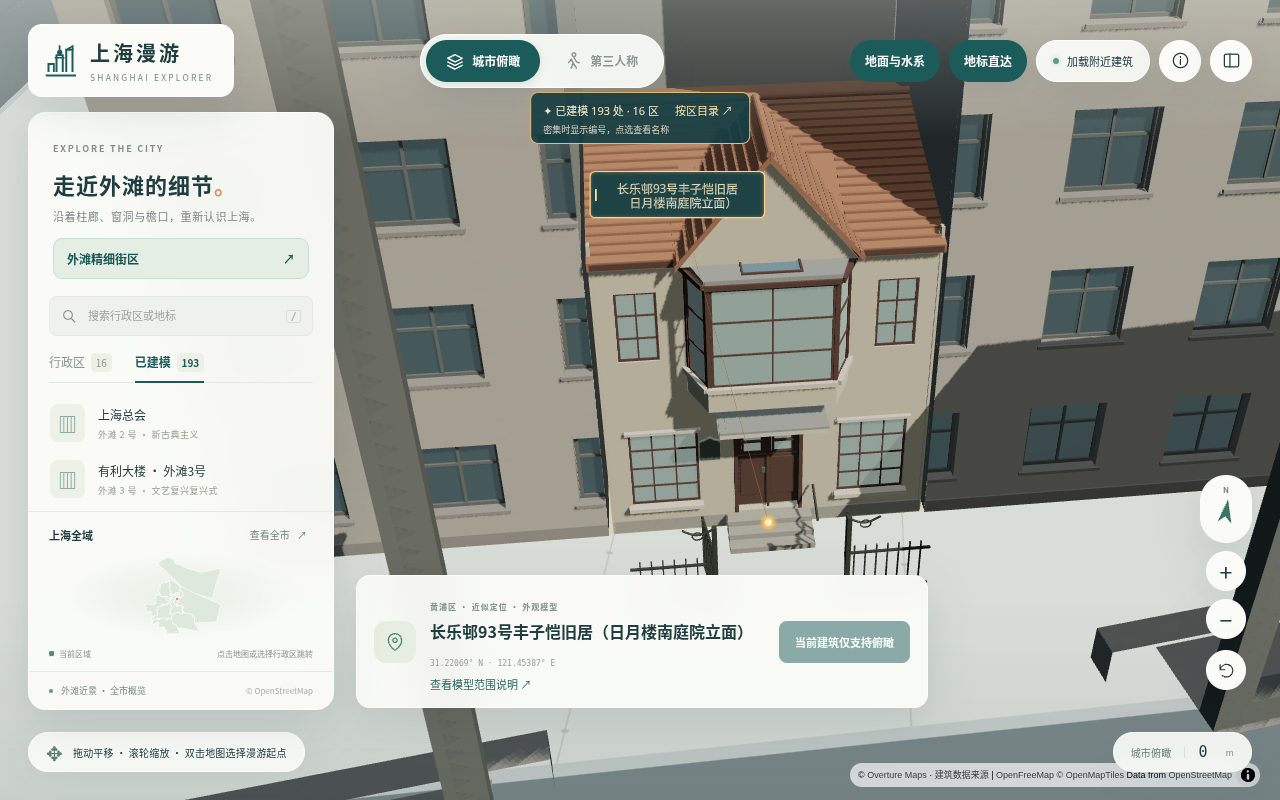 上海漫游
SHANGHAI EXPLORER
城市俯瞰
第三人称
地面与水系
地标直达
加载附近建筑
✦ 已建模 193 处 · 16 区 按区目录 ↗
密集时显示编号，点选查看名称
长乐邨93号丰子恺旧居
日月楼南庭院立面）
EXPLORE THE CITY
走近外滩的细节。
沿着柱廊、窗洞与檐口，重新认识上海。
外滩精细街区 ↗
搜索行政区或地标 /
行政区 16 已建模 193
上海总会
外滩 2 号 · 新古典主义
有利大楼 · 外滩3号
外滩 3 号 · 文艺复兴复兴式
上海全域 查看全市 ↗
当前区域 点击地图或选择行政区跳转
外滩近景 · 全市概览 © OpenStreetMap
拖动平移 · 滚轮缩放 · 双击地图选择漫游起点
黄浦区 · 近似定位 · 外观模型
长乐邨93号丰子恺旧居（日月楼南庭院立面）
31.22069° N · 121.45387° E
查看模型范围说明 ↗
当前建筑仅支持俯瞰
N
+
−
城市俯瞰 0 m
© Overture Maps · 建筑数据来源 | OpenFreeMap © OpenMapTiles Data from OpenStreetMap